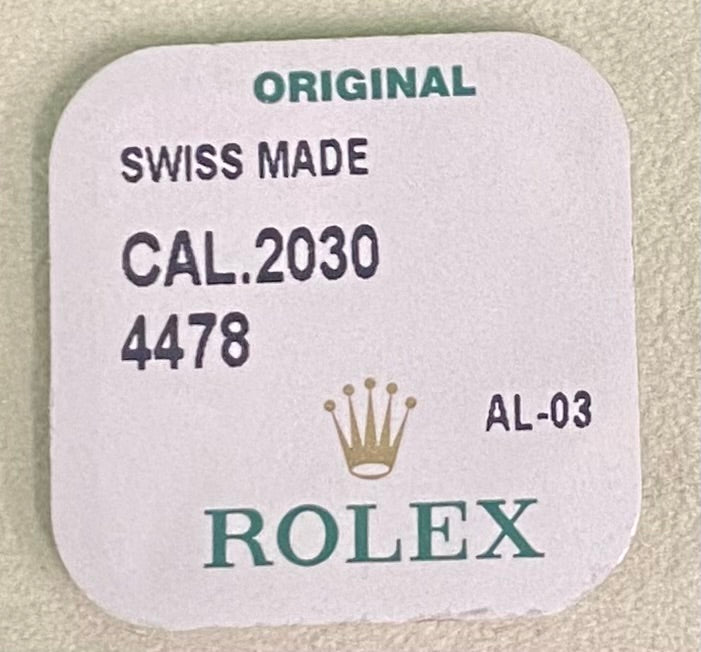 ORIGINAL
SWISS MADE
CAL.2030
4478
AL-03
ROLEX